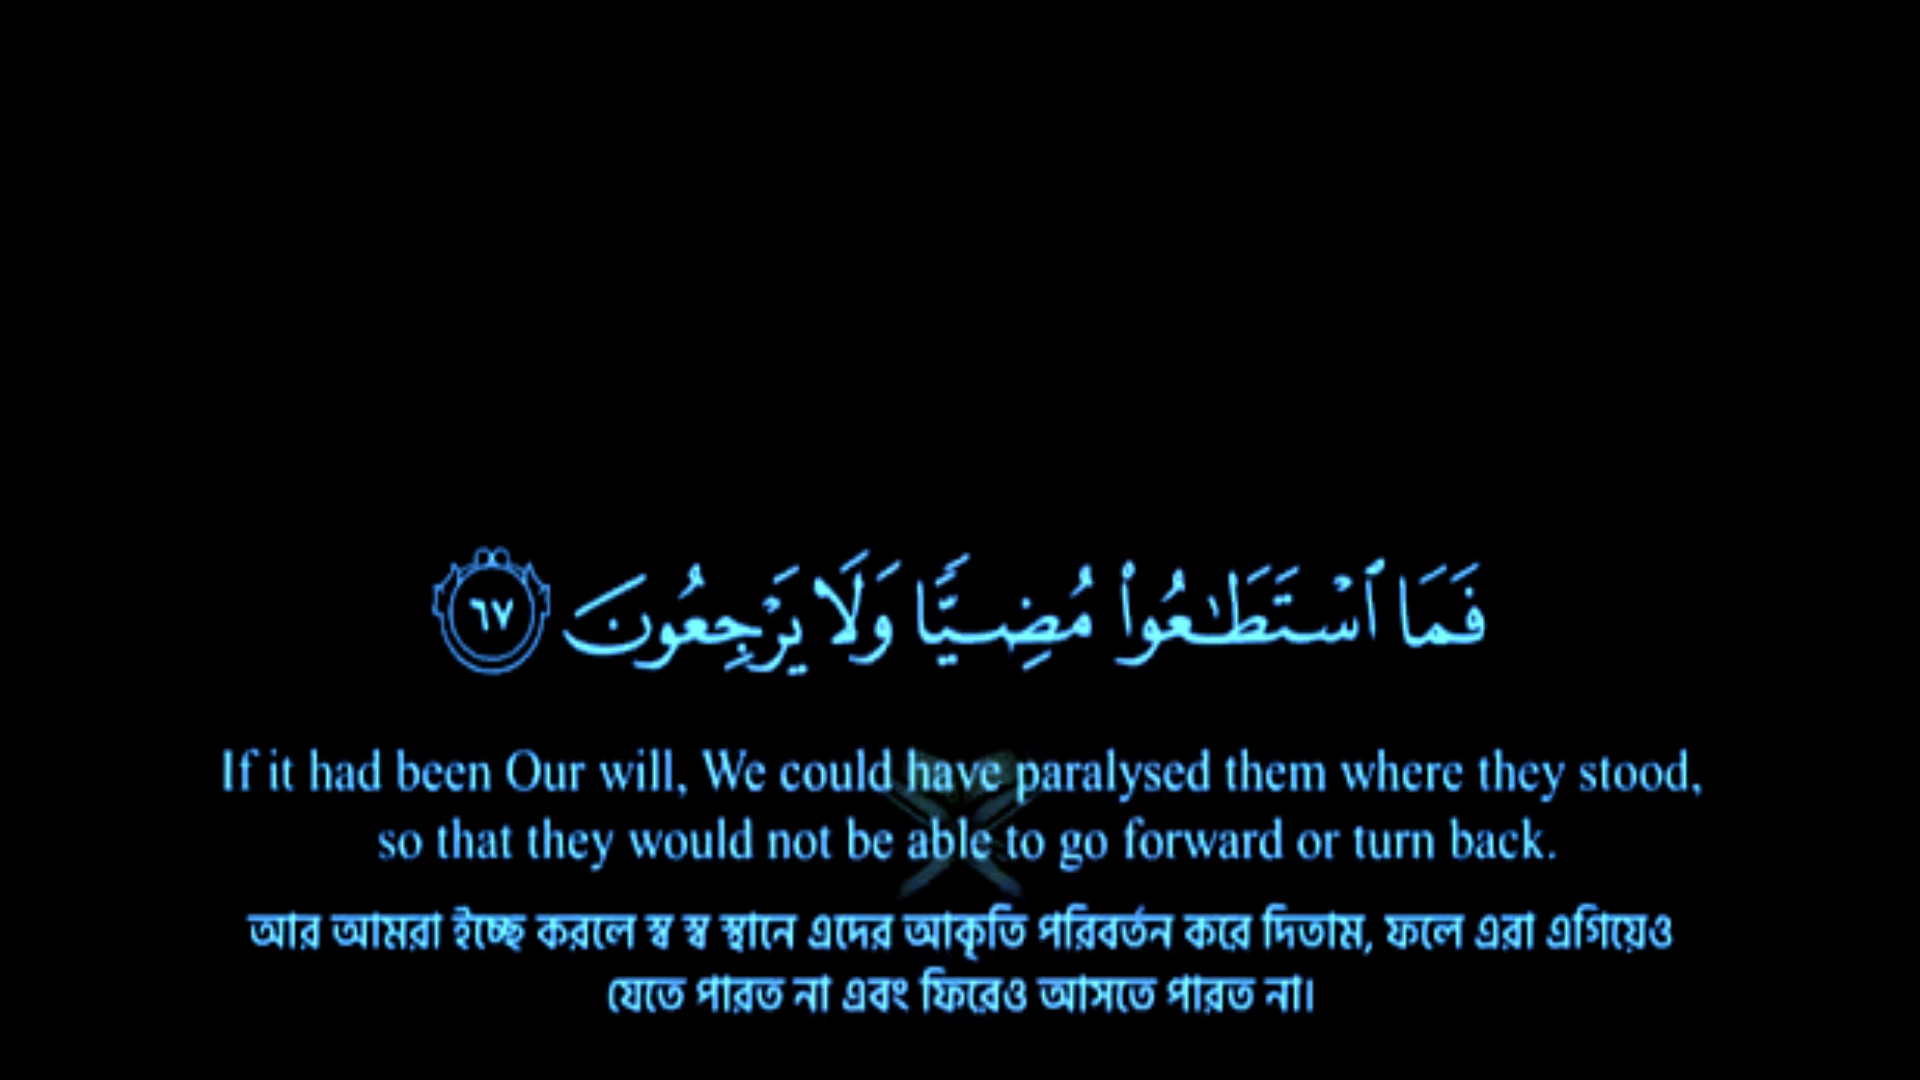 فَمَا ٱسْتَطَـٰعُوا۟ مُضِيًّۭا وَلَا يَرْجِعُونَ ٦٧
If it had been Our will, We could have paralysed them where they stood,
so that they would not be able to go forward or turn back.
আর আমরা ইচ্ছে করলে স্ব স্ব স্থানে এদের আকৃতি পরিবর্তন করে দিতাম, ফলে এরা এগিয়েও
যেতে পারত না এবং ফিরেও আসতে পারত না।